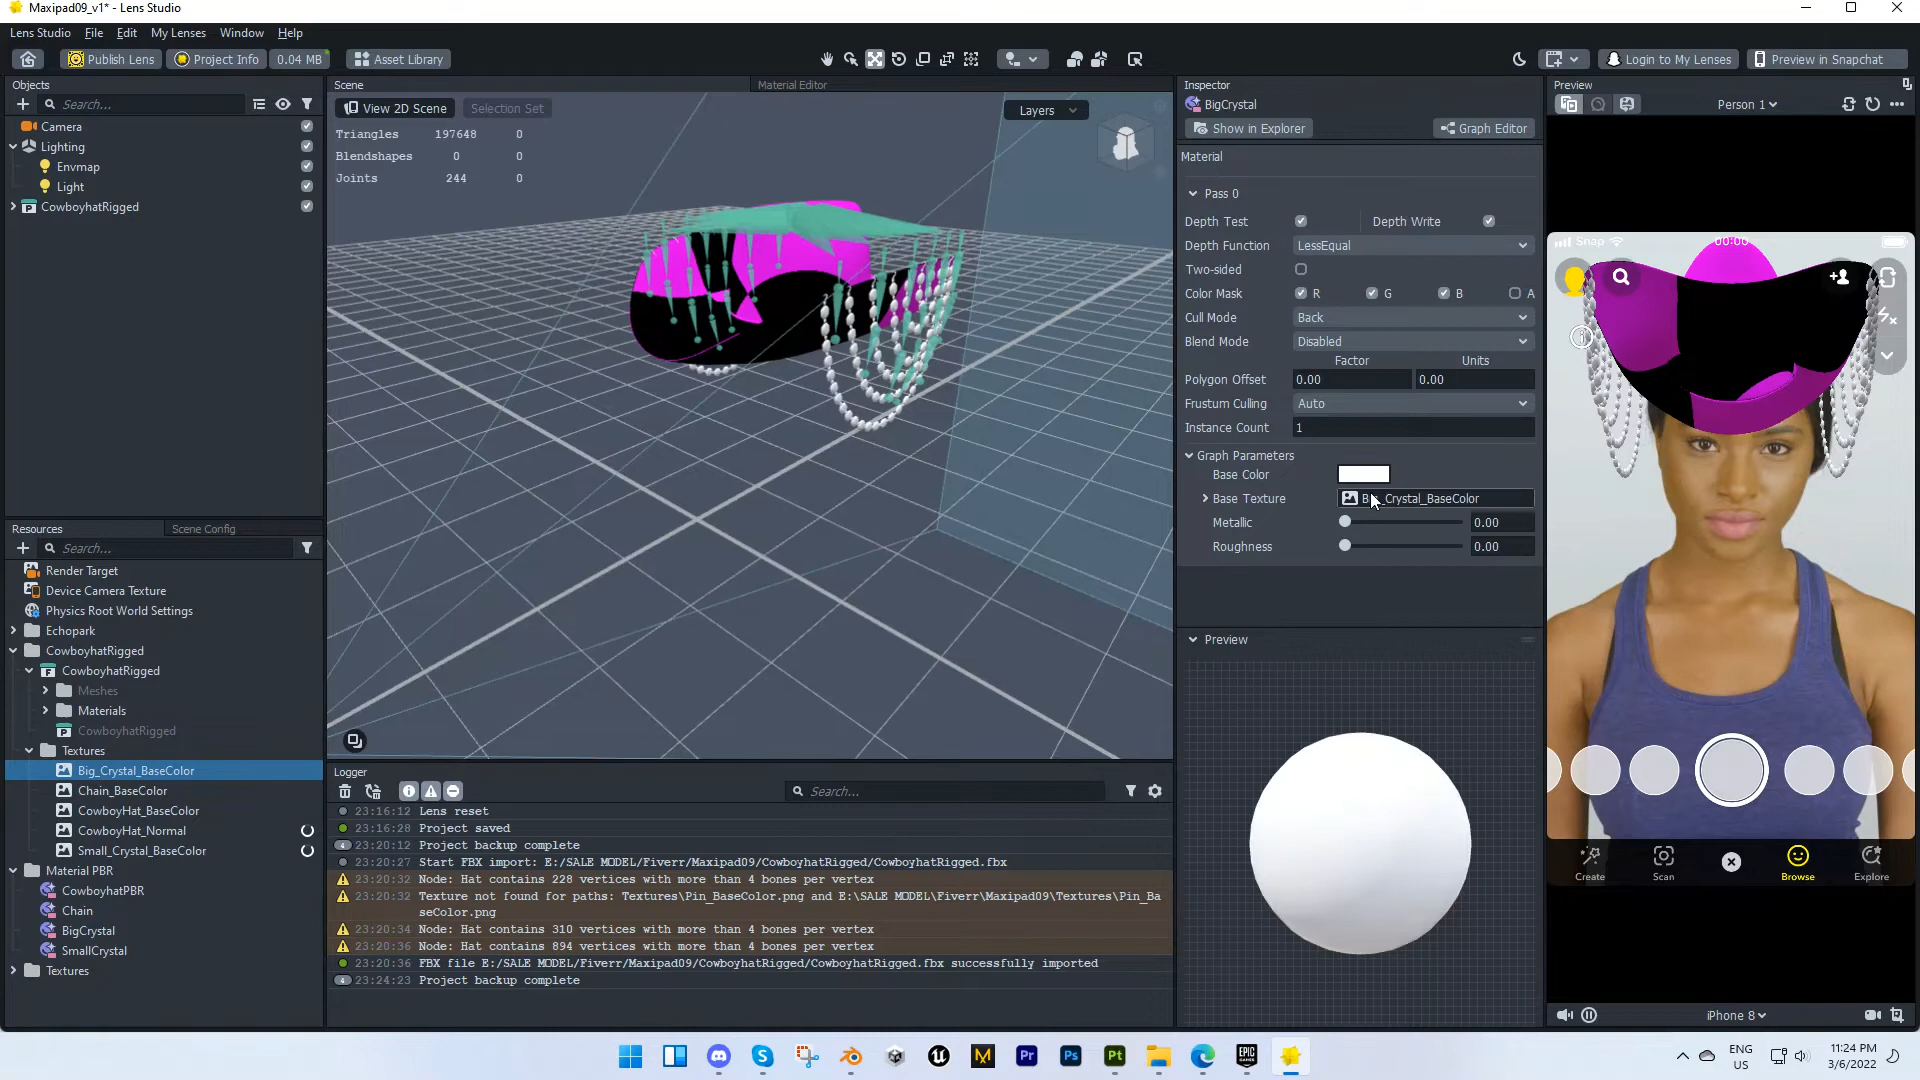 Maxipad09_v1* - Lens Studio
Lens Studio File Edit My Lenses Window Help
Publish Lens Project Info 0.04 MB Asset Library
Login to My Lenses Preview in Snapchat
Objects
Search...
Camera
Lighting
Envmap
Light
CowboyhatRigged
Resources Scene Config
Search...
Render Target
Device Camera Texture
Physics Root World Settings
Echopark
CowboyhatRigged
CowboyhatRigged
Meshes
Materials
CowboyhatRigged
Textures
Big_Crystal_BaseColor
Chain_BaseColor
CowboyHat_BaseColor
CowboyHat_Normal
Small_Crystal_BaseColor
Material PBR
CowboyhatPBR
Chain
BigCrystal
SmallCrystal
Textures
Scene Material Editor
View 2D Scene Selection Set Layers
Triangles 197648 0
Blendshapes 0 0
Joints 244 0
Logger
Search...
23:16:12 Lens reset
23:16:28 Project saved
4 23:20:12 Project backup complete
23:20:27 Start FBX import: E:/SALE MODEL/Fiverr/Maxipad09/CowboyhatRigged/CowboyhatRigged.fbx
23:20:32 Node: Hat contains 228 vertices with more than 4 bones per vertex
23:20:32 Texture not found for paths: Textures\Pin_BaseColor.png and E:\SALE MODEL\Fiverr\Maxipad09\Textures\Pin_Ba
seColor.png
23:20:34 Node: Hat contains 310 vertices with more than 4 bones per vertex
23:20:36 Node: Hat contains 894 vertices with more than 4 bones per vertex
23:20:36 FBX file E:/SALE MODEL/Fiverr/Maxipad09/CowboyhatRigged/CowboyhatRigged.fbx successfully imported
4 23:24:23 Project backup complete
Inspector
BigCrystal
Show in Explorer Graph Editor
Material
Pass 0
Depth Test Depth Write
Depth Function LessEqual
Two-sided
Color Mask R G B A
Cull Mode Back
Blend Mode Disabled
Factor Units
Polygon Offset 0.00 0.00
Frustum Culling Auto
Instance Count 1
Graph Parameters
Base Color
Base Texture Big_Crystal_BaseColor
Metallic 0.00
Roughness 0.00
Preview
Preview
Person 1
Snap 00:00
Create Scan Browse Explore
iPhone 8
Pr Ps Pt EPIC GAMES
ENG
US
11:24 PM
3/6/2022